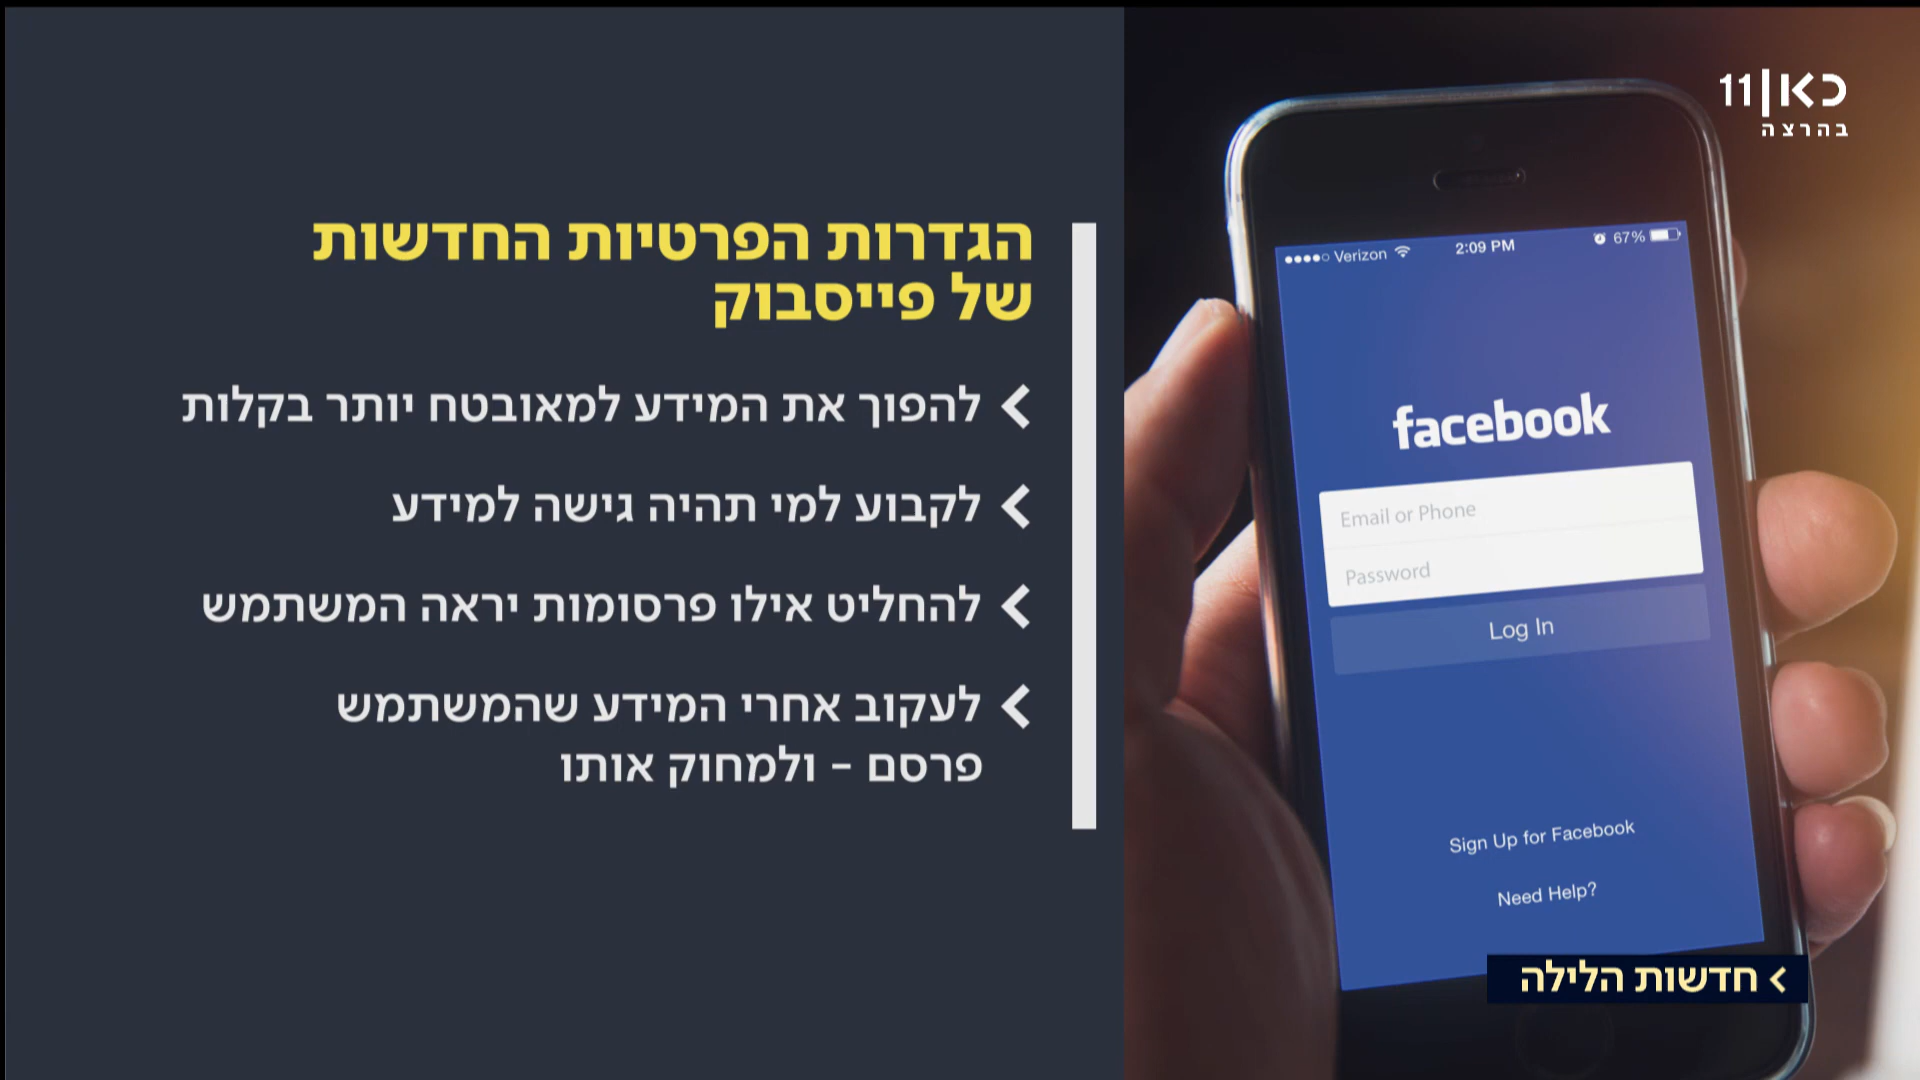 הגדרות הפרטיות החדשות
של פייסבוק
להפוך את המידע למאובטח יותר בקלות
לקבוע למי תהיה גישה למידע
להחליט אילו פרסומות יראה המשתמש
לעקוב אחרי המידע שהמשתמש
פרסם - ולמחוק אותו
כאן 11
בהרצה
Verizon 2:09 PM 67%
facebook
Email or Phone
Password
Log In
Sign Up for Facebook
Need Help?
חדשות הלילה